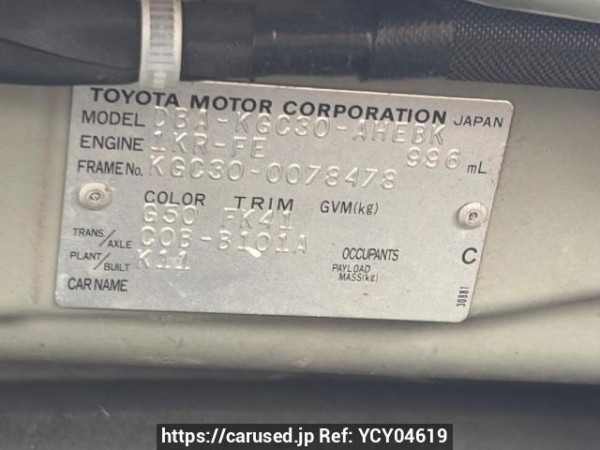 TOYOTA MOTOR CORPORATION JAPAN
MODEL DBA-KGC30-AHEBK
ENGINE 1KR-FE 996 mL
FRAME No. KGC30-0078478
COLOR TRIM GVM(kg)
G50 FK41
TRANS/AXLE C0B-B101A OCCUPANTS C
PLANT/BUILT K11 PAYLOAD MASS(kg)
CAR NAME
30881
https://carused.jp Ref: YCY04619